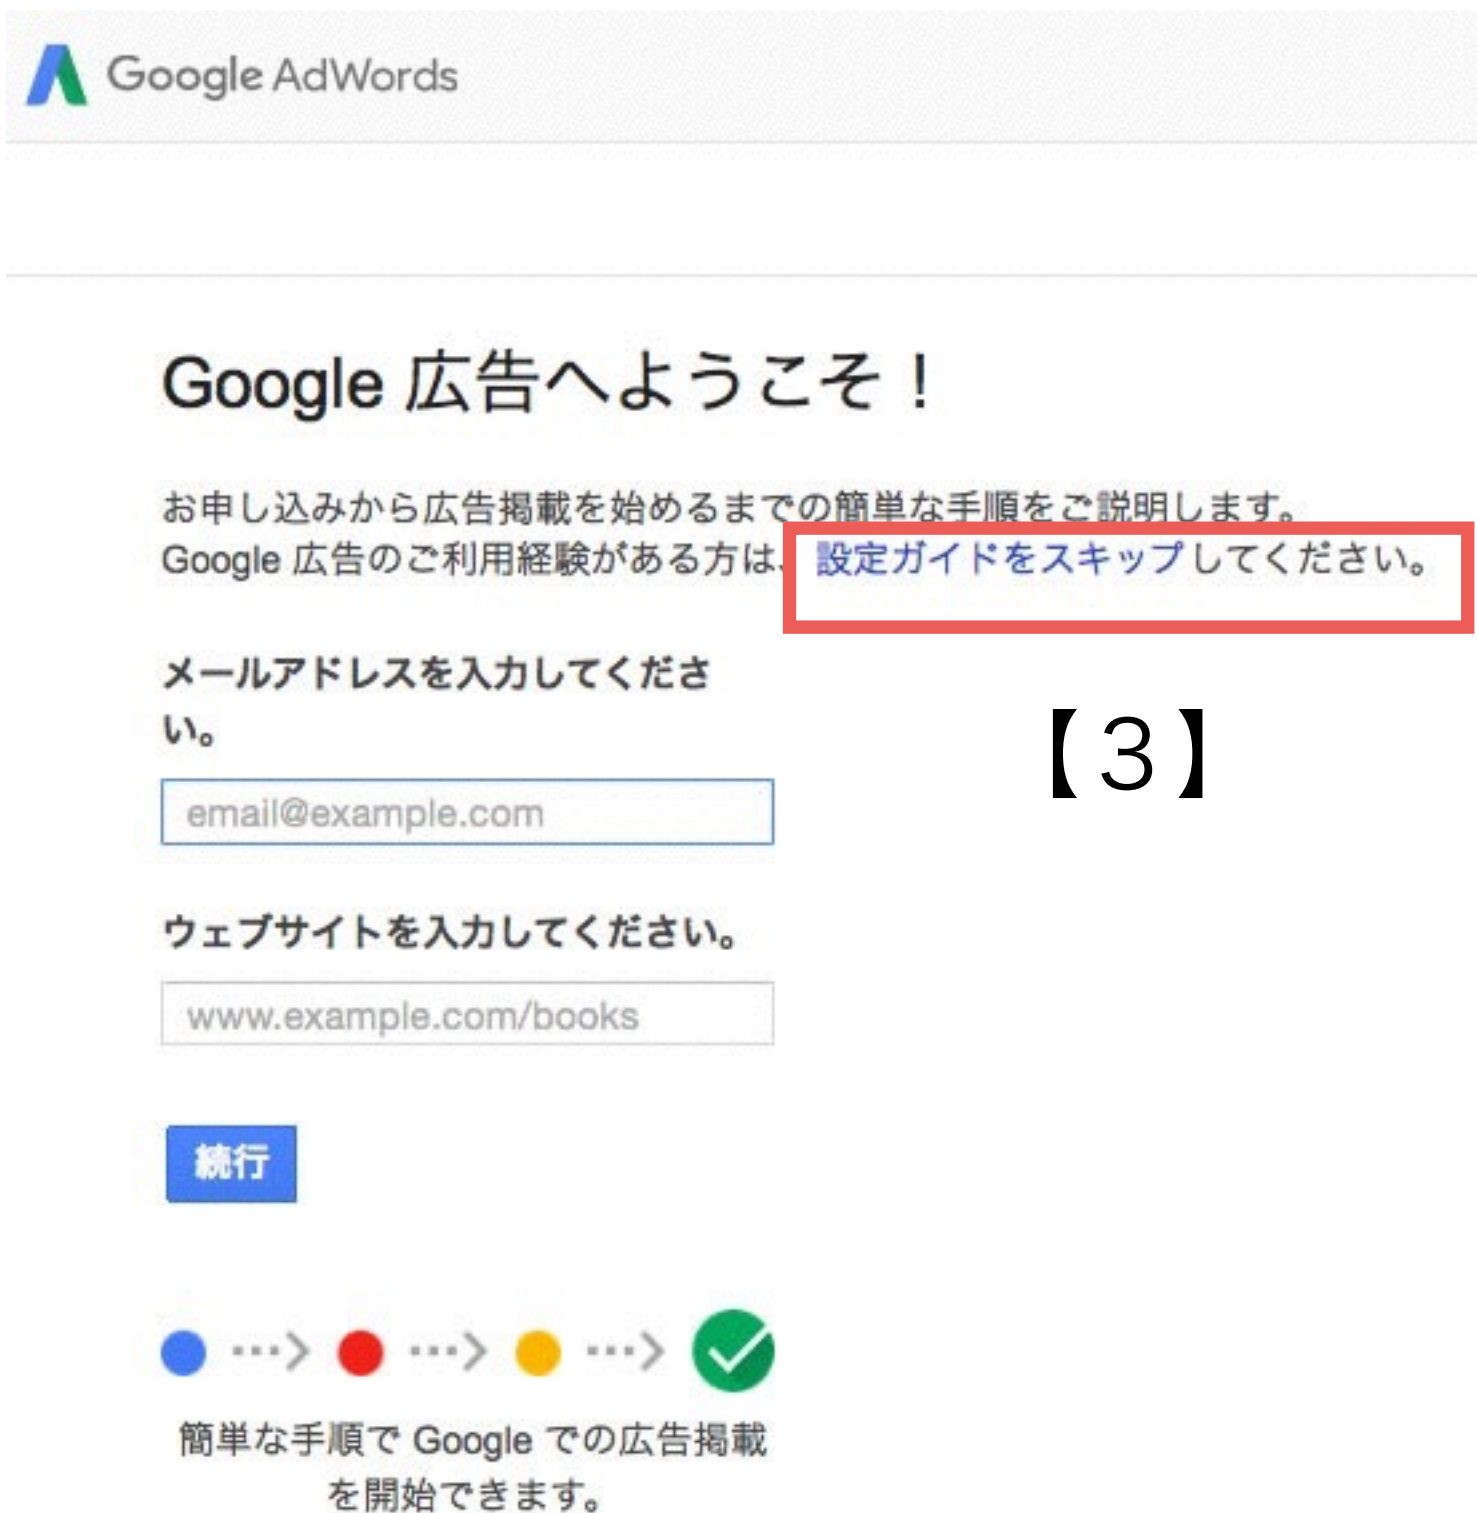 Google AdWords
Google 広告へようこそ！
お申し込みから広告掲載を始めるまでの簡単な手順をご説明します。
Google 広告のご利用経験がある方は、設定ガイドをスキップしてください。
メールアドレスを入力してくださ
い。
【3】
email@example.com
ウェブサイトを入力してください。
www.example.com/books
続行
簡単な手順で Google での広告掲載
を開始できます。